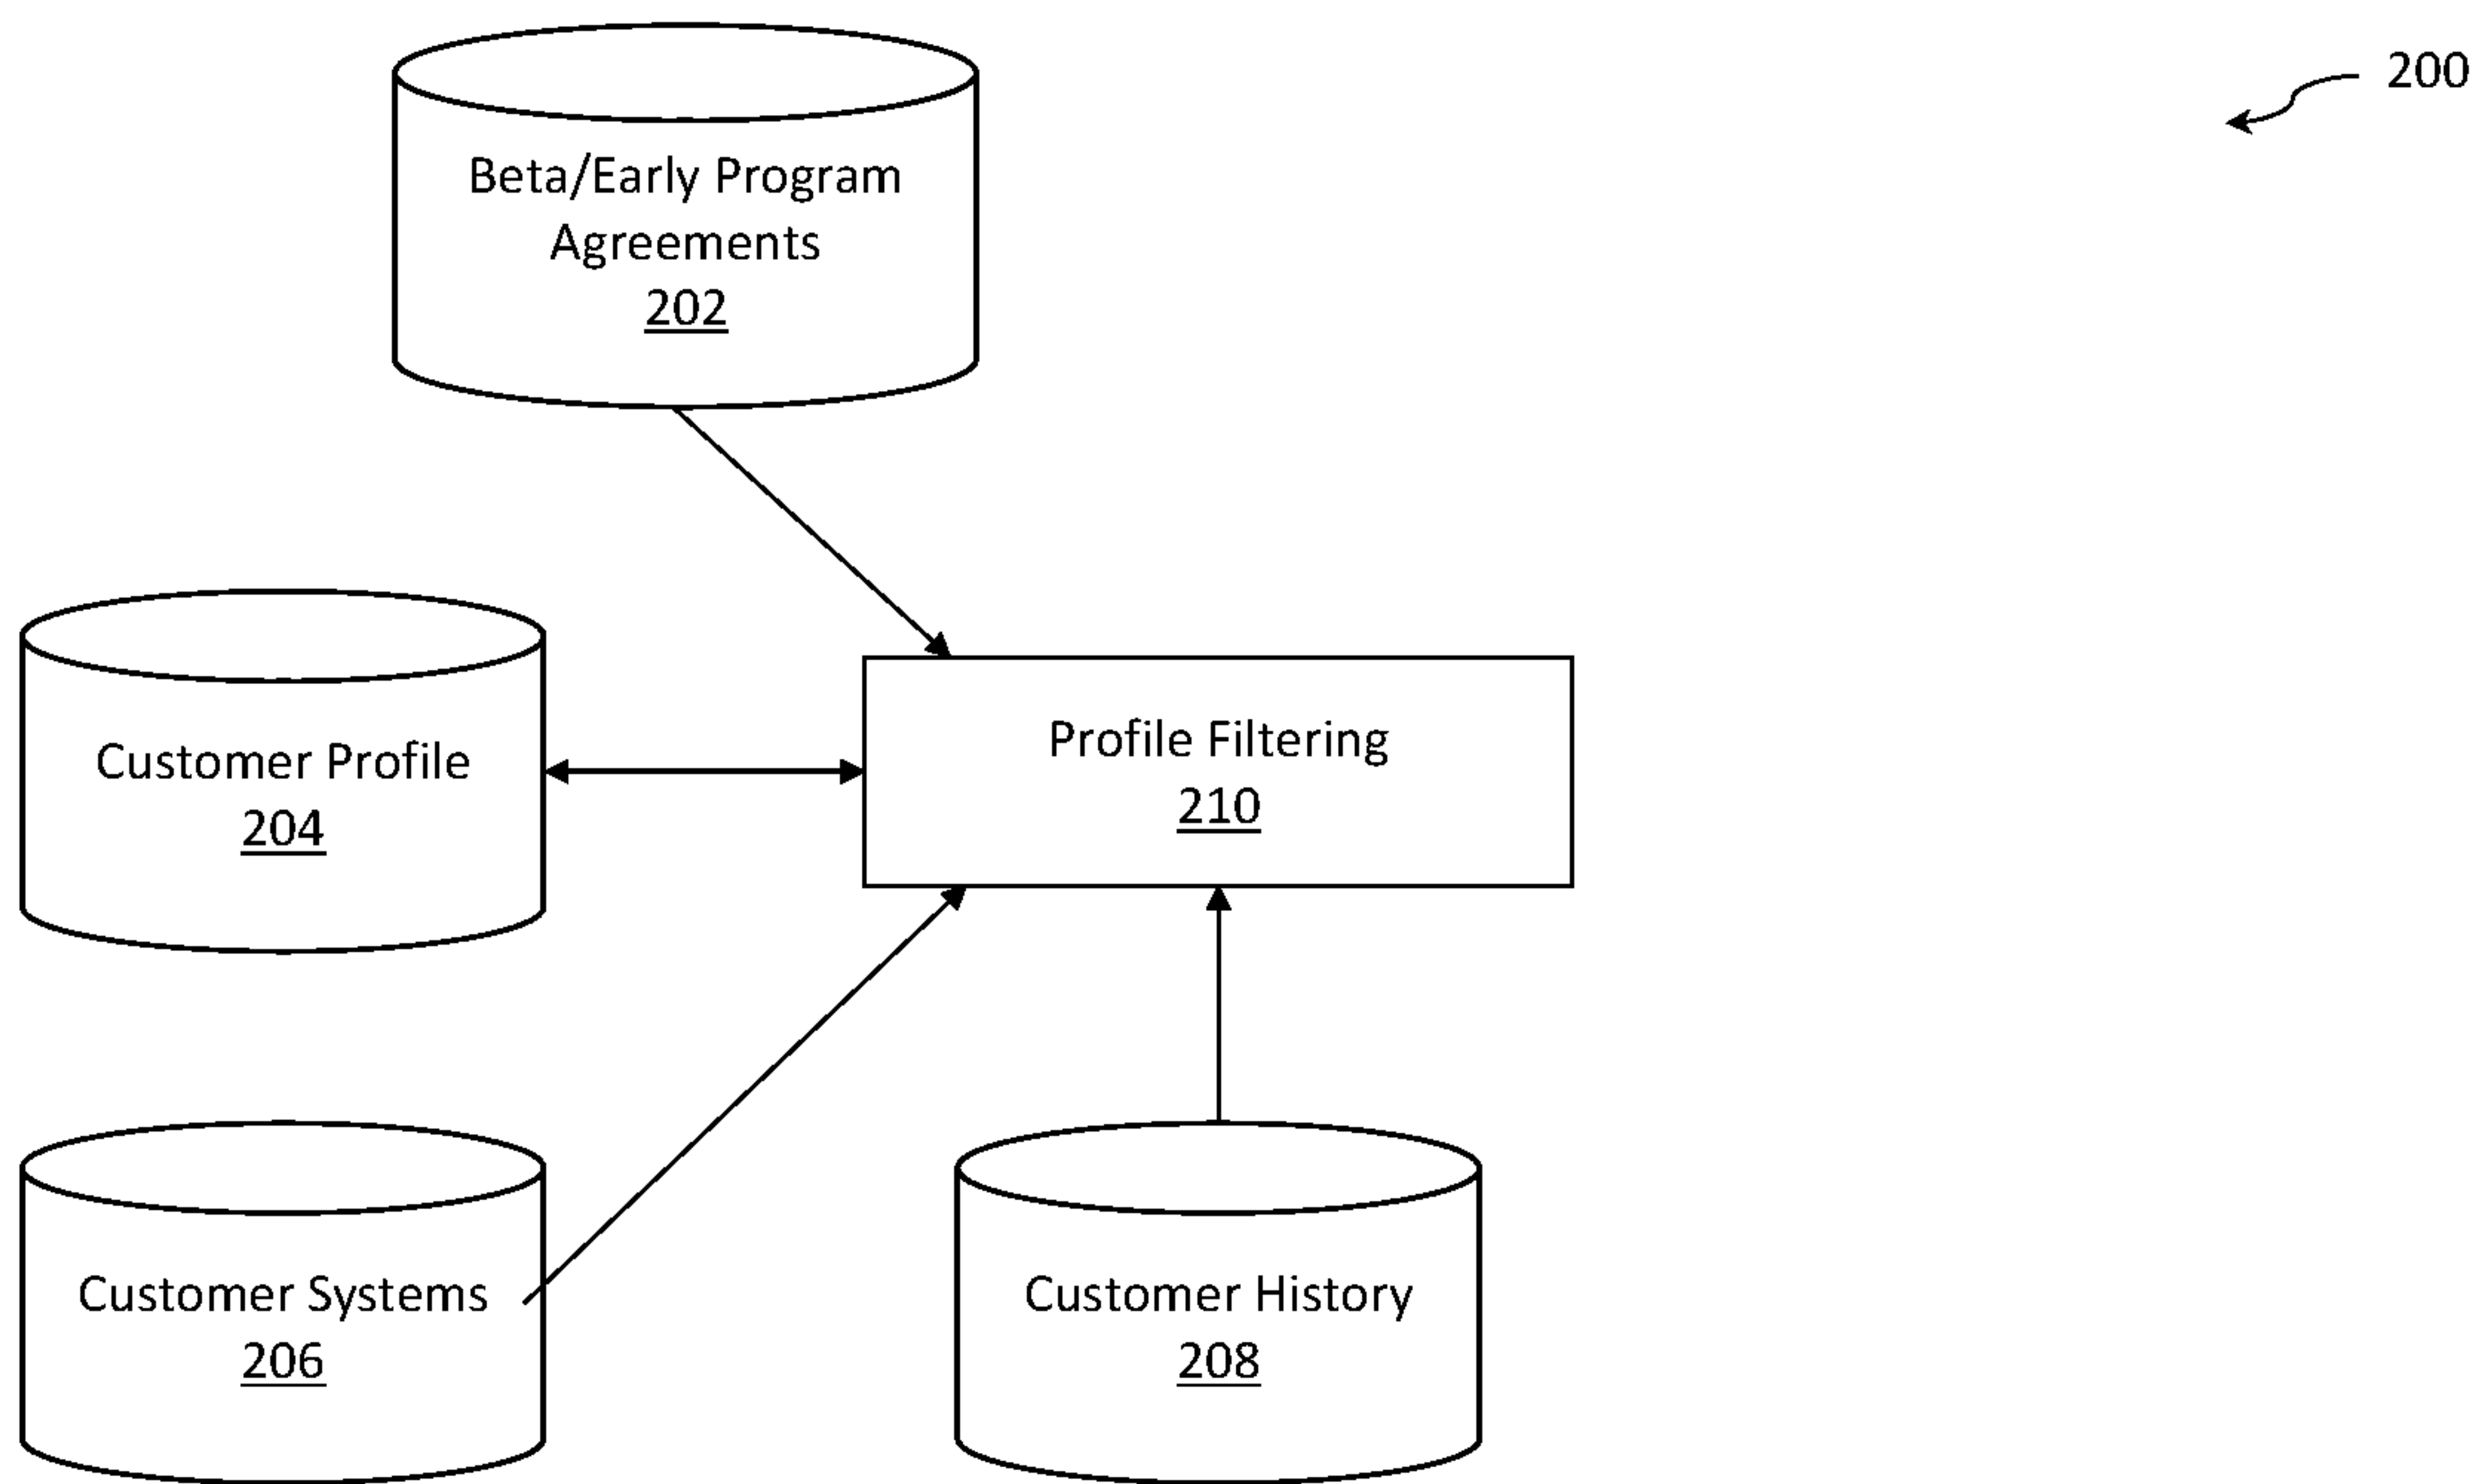 200
Beta/Early Program
Agreements
202
Customer Profile
204
Profile Filtering
210
Customer Systems
206
Customer History
208